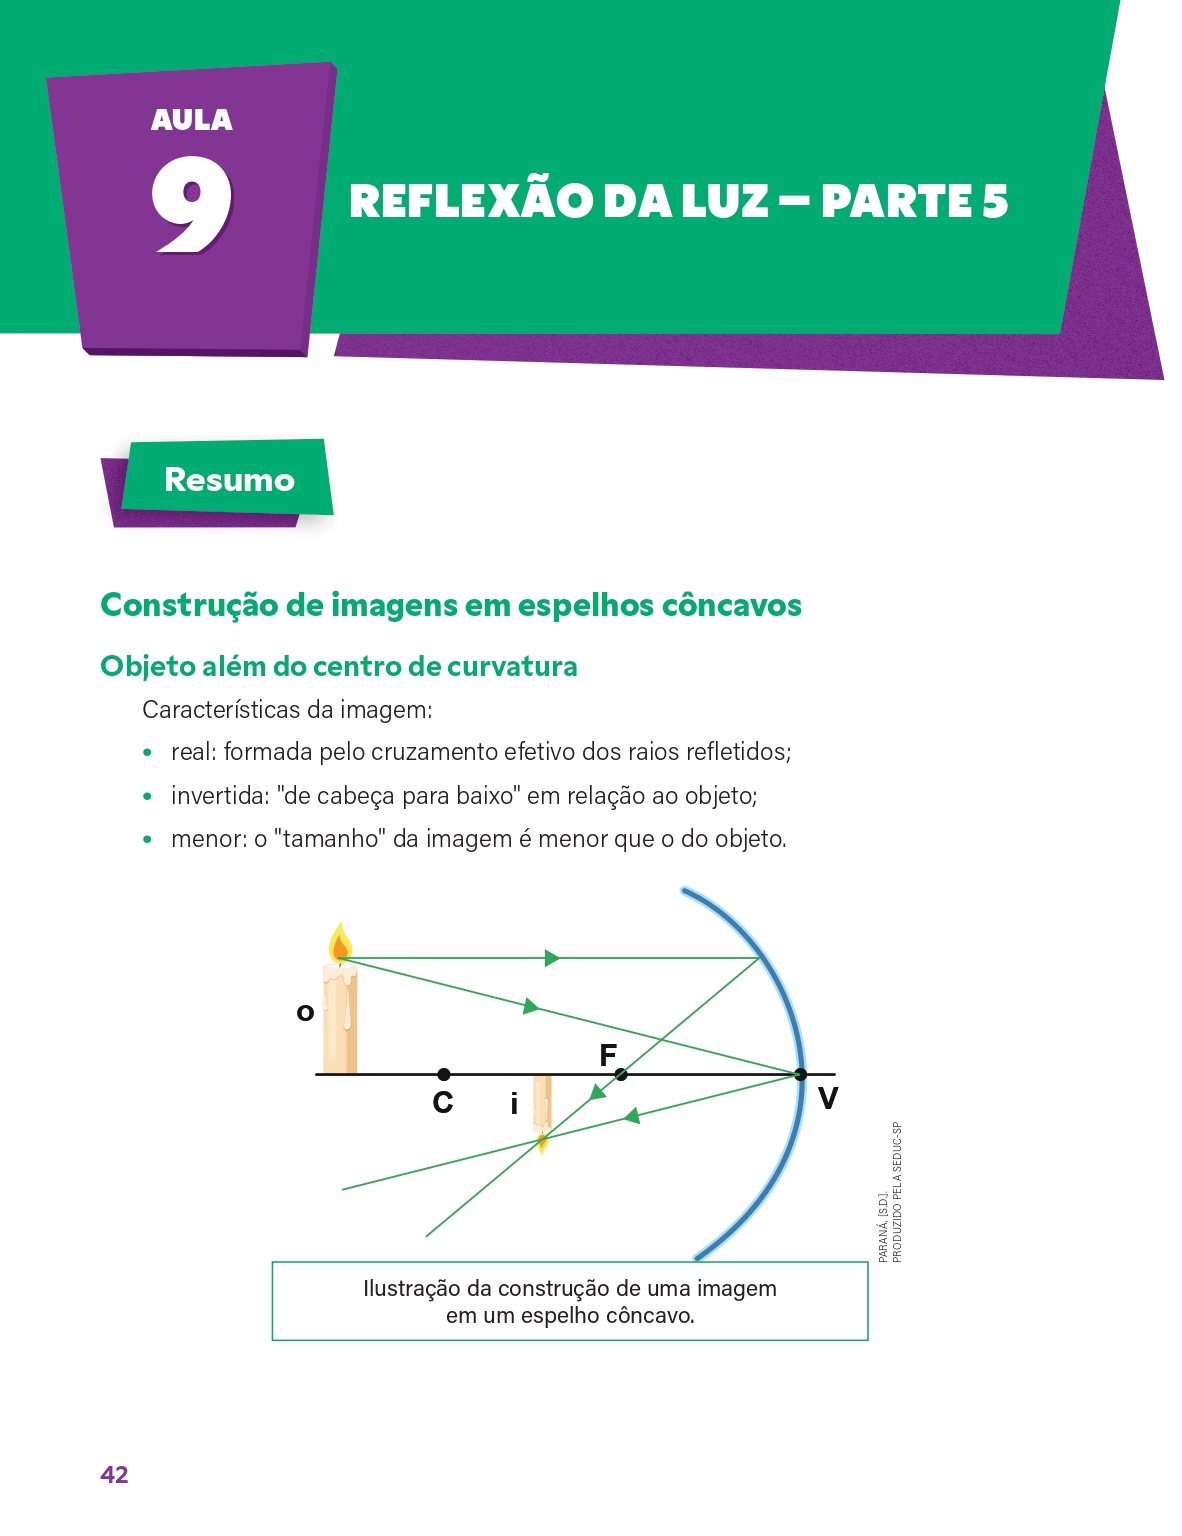 AULA
9
REFLEXÃO DA LUZ – PARTE 5
Resumo
Construção de imagens em espelhos côncavos
Objeto além do centro de curvatura
Características da imagem:
• real: formada pelo cruzamento efetivo dos raios refletidos;
• invertida: "de cabeça para baixo" em relação ao objeto;
• menor: o "tamanho" da imagem é menor que o do objeto.
o
F
C
i
V
PARANÁ, [S.D.].
PRODUZIDO PELA SEDUC-SP
Ilustração da construção de uma imagem
em um espelho côncavo.
42